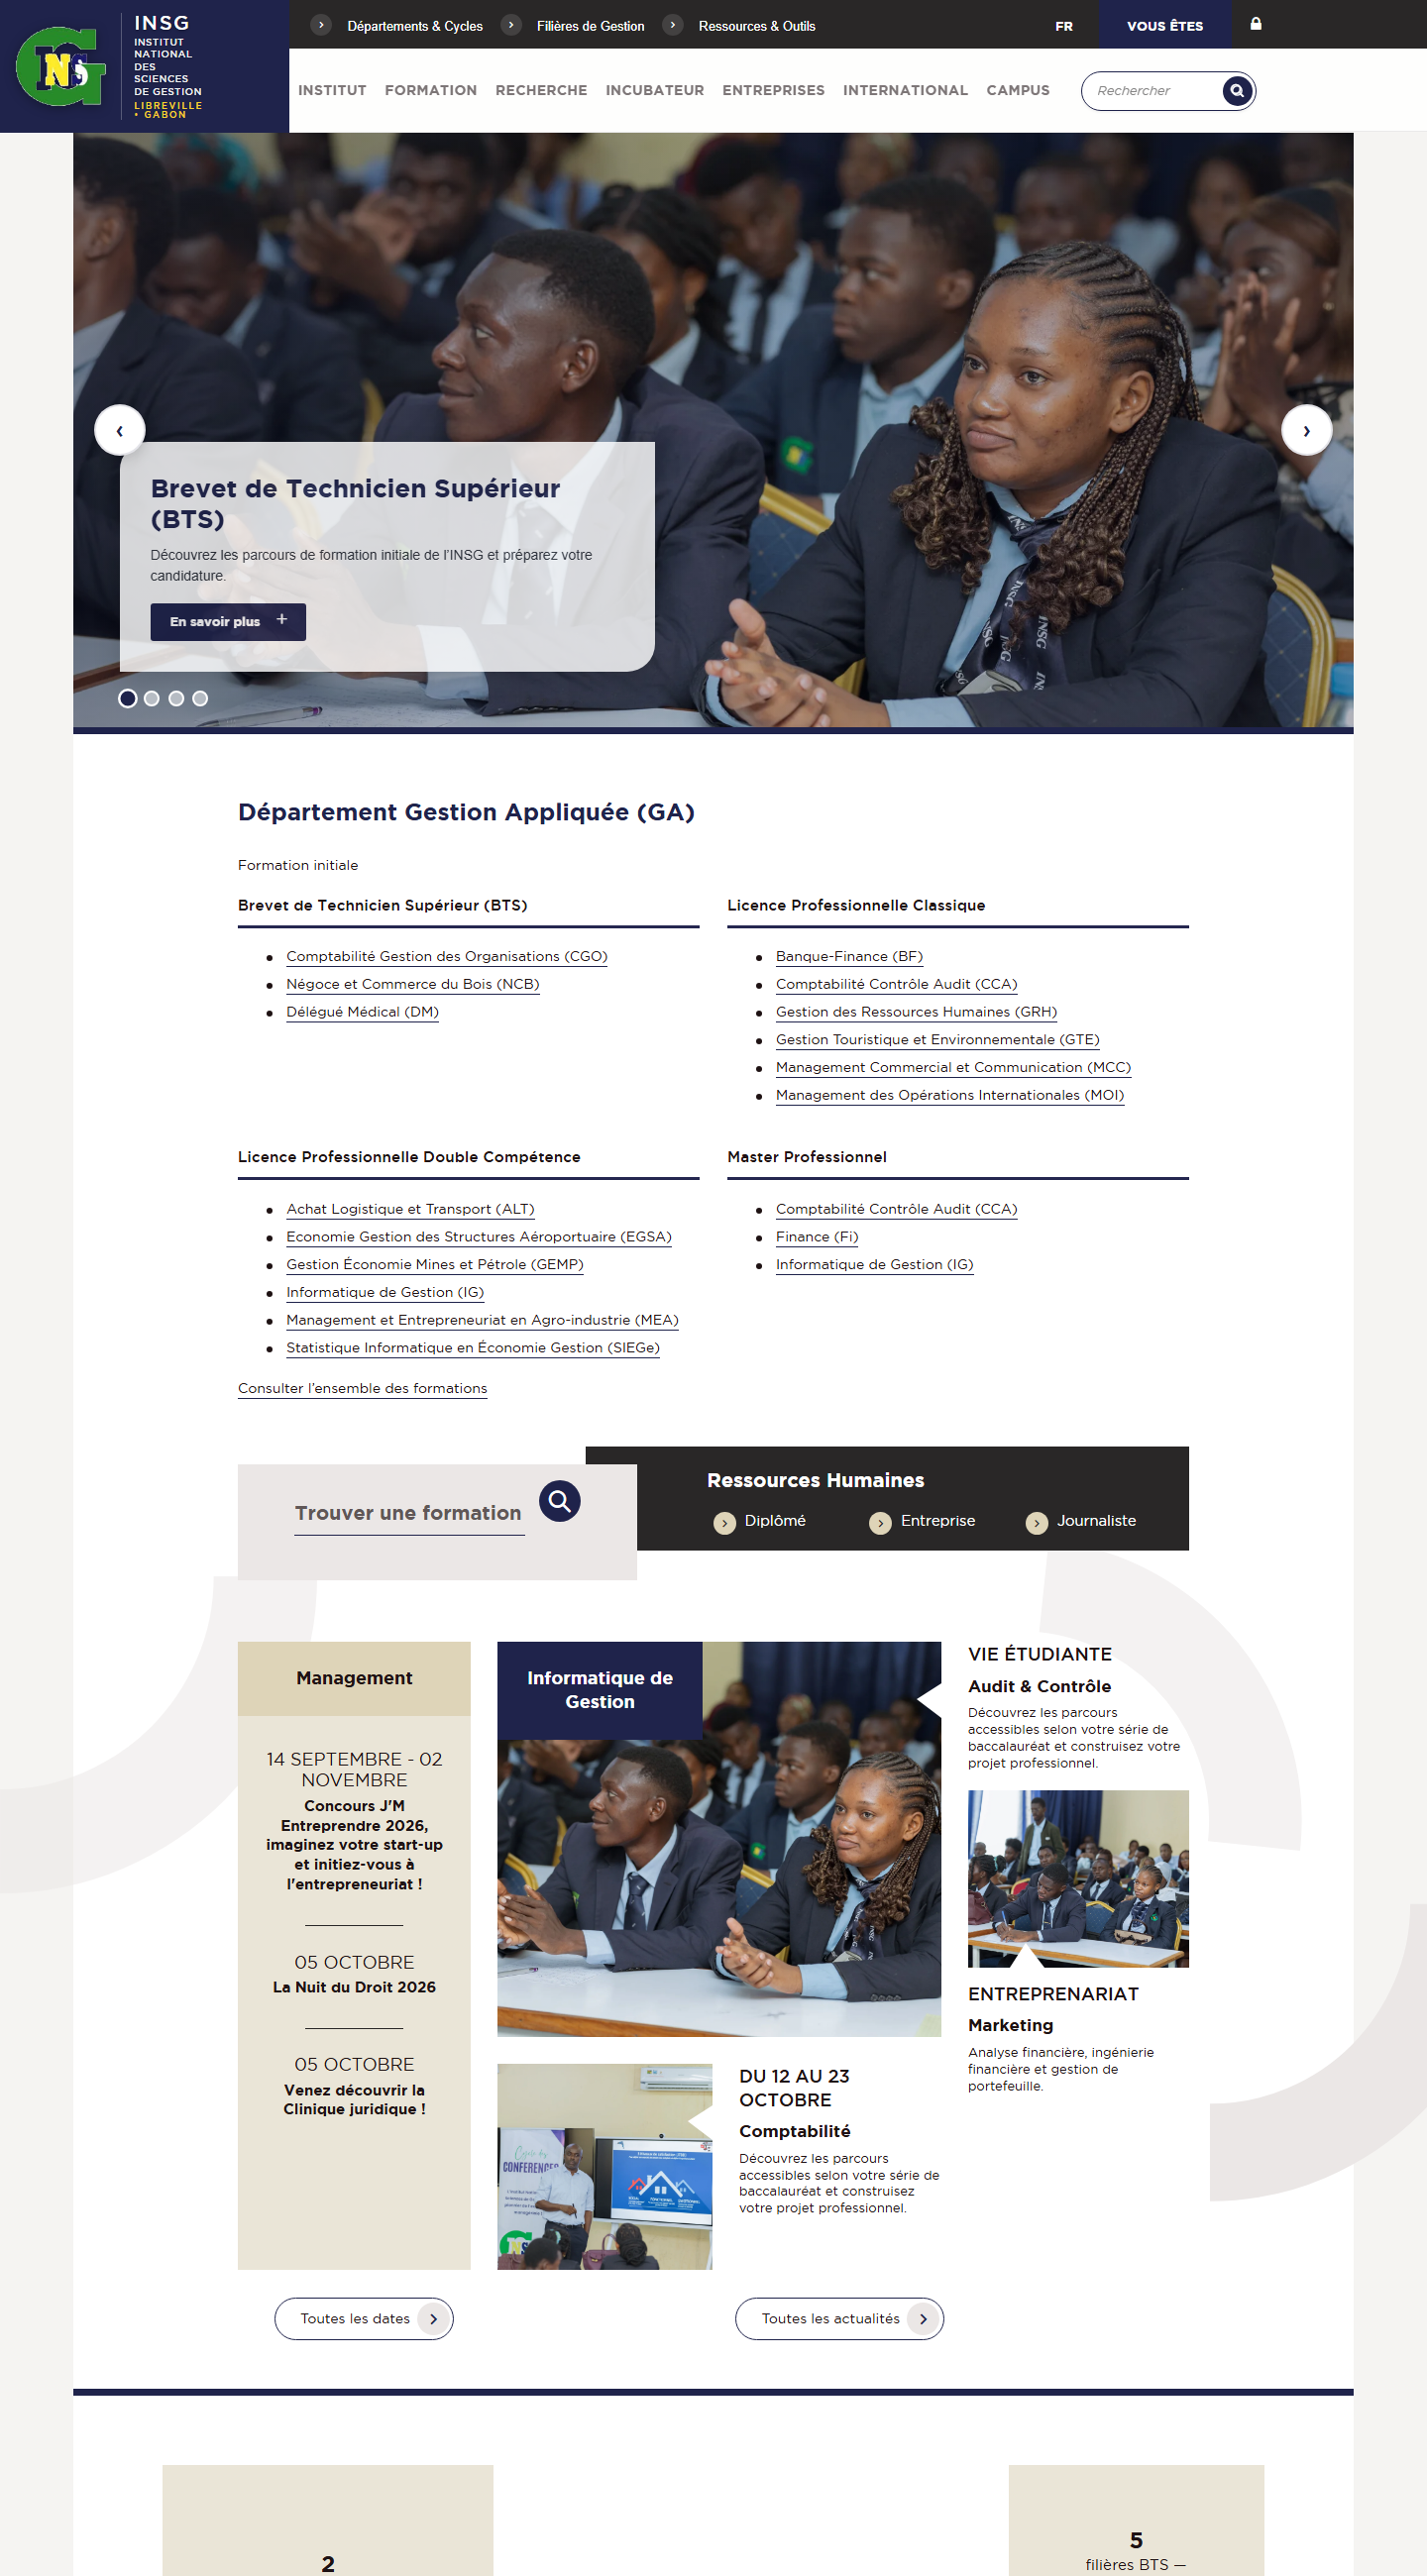 INSG
INSTITUT
NATIONAL
DES
SCIENCES
DE GESTION
LIBREVILLE
• GABON
Départements & Cycles
Filières de Gestion
Ressources & Outils
FR
VOUS ÊTES
INSTITUT
FORMATION
RECHERCHE
INCUBATEUR
ENTREPRISES
INTERNATIONAL
CAMPUS
Rechercher
Brevet de Technicien Supérieur
(BTS)
Découvrez les parcours de formation initiale de l'INSG et préparez votre
candidature.
En savoir plus +
Département Gestion Appliquée (GA)
Formation initiale
Brevet de Technicien Supérieur (BTS)
Comptabilité Gestion des Organisations (CGO)
Négoce et Commerce du Bois (NCB)
Délégué Médical (DM)
Licence Professionnelle Classique
Banque-Finance (BF)
Comptabilité Contrôle Audit (CCA)
Gestion des Ressources Humaines (GRH)
Gestion Touristique et Environnementale (GTE)
Management Commercial et Communication (MCC)
Management des Opérations Internationales (MOI)
Licence Professionnelle Double Compétence
Achat Logistique et Transport (ALT)
Economie Gestion des Structures Aéroportuaire (EGSA)
Gestion Économie Mines et Pétrole (GEMP)
Informatique de Gestion (IG)
Management et Entrepreneuriat en Agro-industrie (MEA)
Statistique Informatique en Économie Gestion (SIEGe)
Master Professionnel
Comptabilité Contrôle Audit (CCA)
Finance (Fi)
Informatique de Gestion (IG)
Consulter l'ensemble des formations
Trouver une formation
Ressources Humaines
Diplômé
Entreprise
Journaliste
Management
14 SEPTEMBRE - 02
NOVEMBRE
Concours J'M
Entreprendre 2026,
imaginez votre start-up
et initiez-vous à
l'entrepreneuriat !
05 OCTOBRE
La Nuit du Droit 2026
05 OCTOBRE
Venez découvrir la
Clinique juridique !
Informatique de
Gestion
CONFERENCES
DU 12 AU 23
OCTOBRE
Comptabilité
Découvrez les parcours
accessibles selon votre série de
baccalauréat et construisez
votre projet professionnel.
VIE ÉTUDIANTE
Audit & Contrôle
Découvrez les parcours
accessibles selon votre série de
baccalauréat et construisez votre
projet professionnel.
ENTREPRENARIAT
Marketing
Analyse financière, ingénierie
financière et gestion de
portefeuille.
Toutes les dates
Toutes les actualités
2
5
filières BTS —